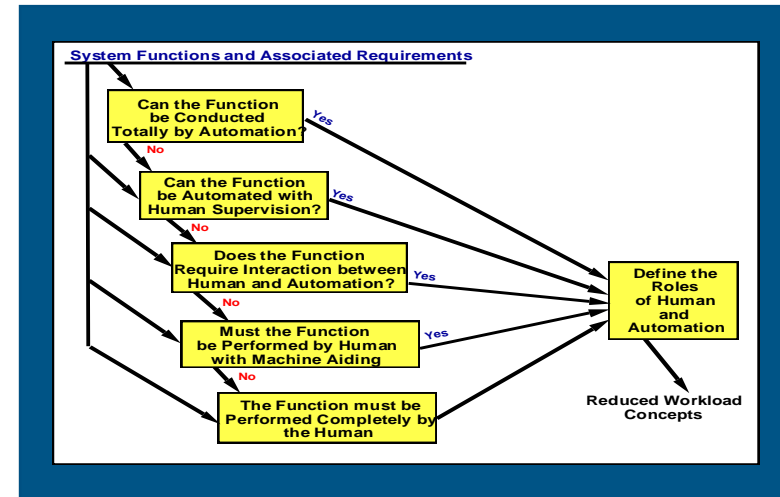 System Functions and Associated Requirements
Can the Function
be Conducted
Totally by Automation?
Yes
No
Can the Function
be Automated with
Human Supervision?
Yes
No
Does the Function
Require Interaction between
Human and Automation?
Yes
No
Must the Function
be Performed by Human
with Machine Aiding
Yes
No
The Function must be
Performed Completely by
the Human
Define the
Roles
of Human
and
Automation
Reduced Workload
Concepts